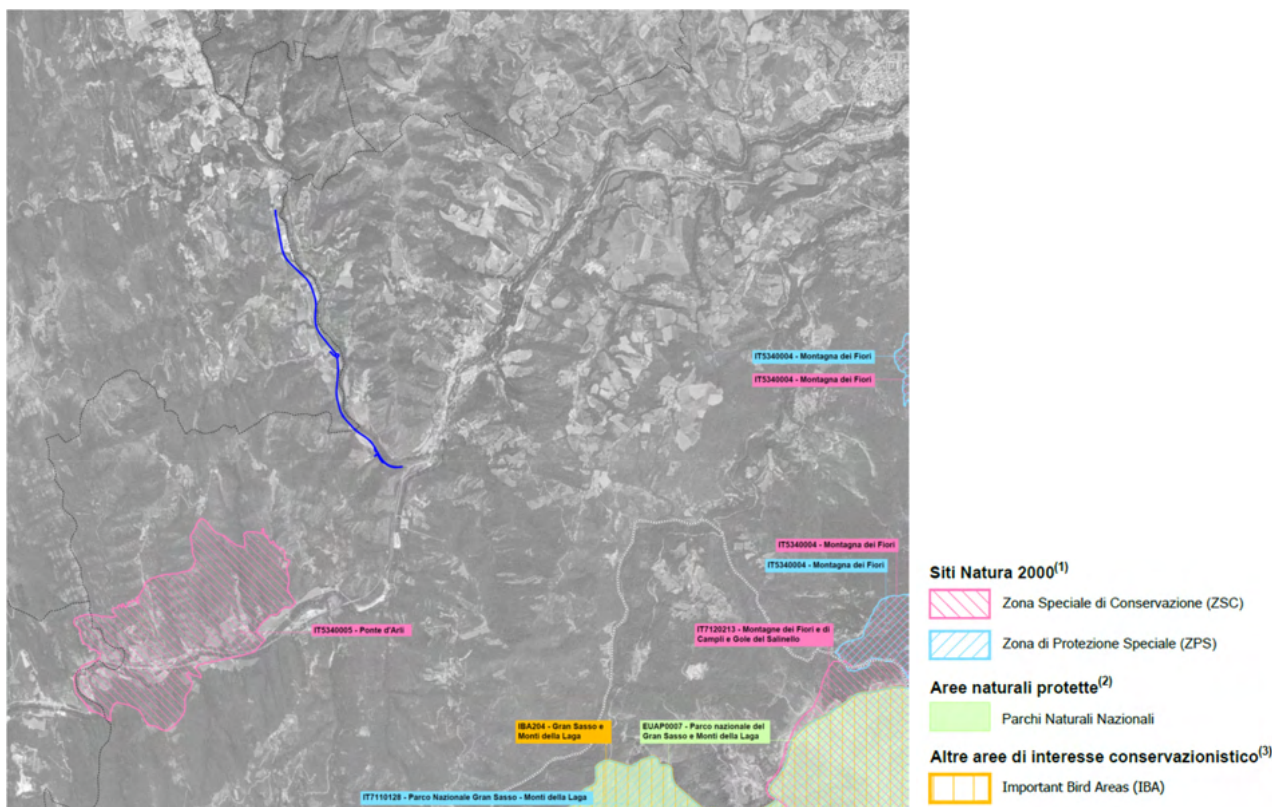 IT5340004 - Montagna dei Fiori
IT5340004 - Montagna dei Fiori
IT5340004 - Montagna dei Fiori
IT5340004 - Montagna dei Fiori
IT5340005 - Ponte d'Arli
IT7120213 - Montagne dei Fiori e di
Campli e Gole del Salinello
IBA204 - Gran Sasso e
Monti della Laga
EUAP0007 - Parco nazionale del
Gran Sasso e Monti della Laga
IT7110128 - Parco Nazionale Gran Sasso - Monti della Laga
Siti Natura 2000(1)
Zona Speciale di Conservazione (ZSC)
Zona di Protezione Speciale (ZPS)
Aree naturali protette(2)
Parchi Naturali Nazionali
Altre aree di interesse conservazionistico(3)
Important Bird Areas (IBA)